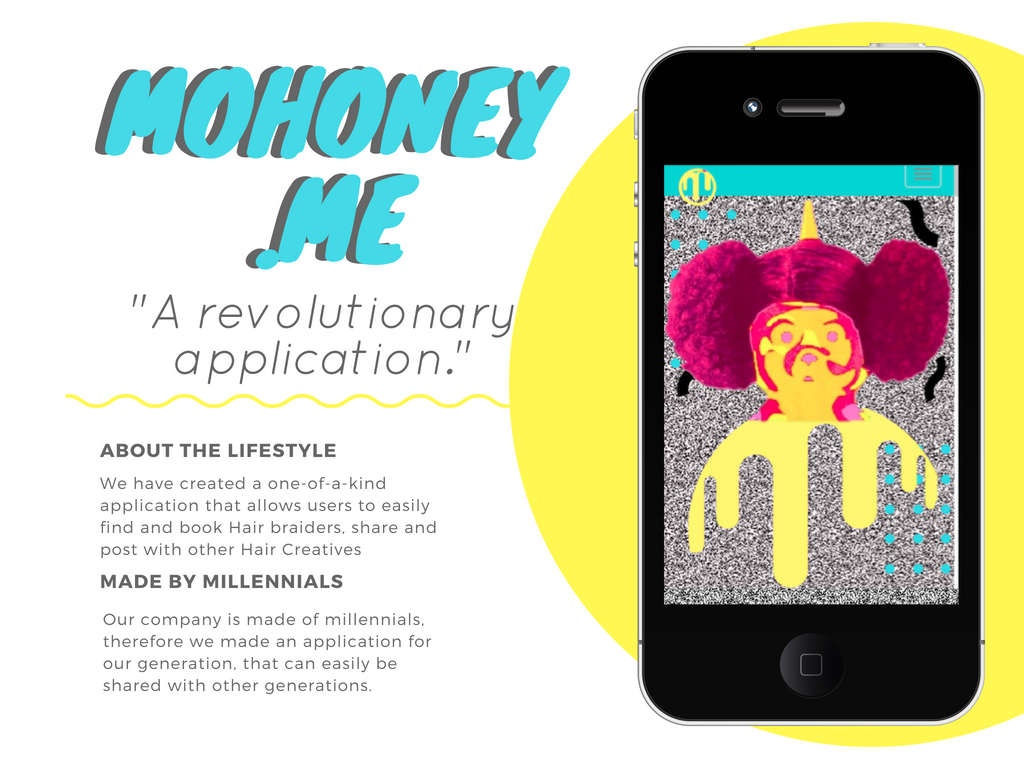 MOHONEY
.ME
"A revolutionary
application."
ABOUT THE LIFESTYLE
We have created a one-of-a-kind
application that allows users to easily
find and book Hair braiders, share and
post with other Hair Creatives
MADE BY MILLENNIALS
Our company is made of millennials,
therefore we made an application for
our generation, that can easily be
shared with other generations.